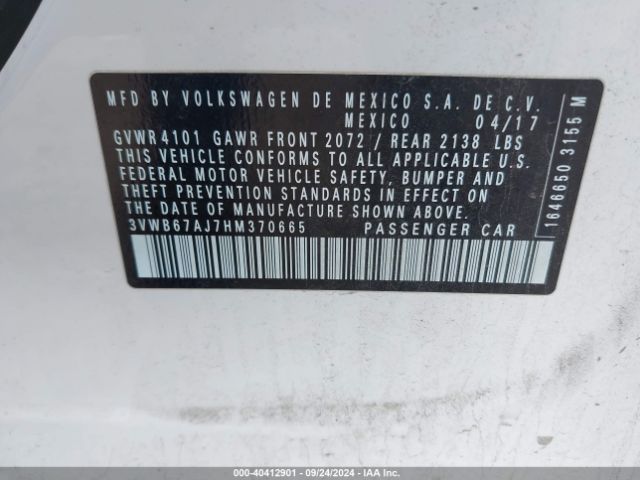 MFD BY VOLKSWAGEN DE MEXICO S.A. DE C.V.
MEXICO 04/17
GVWR4101 GAWR FRONT 2072 / REAR 2138 LBS
THIS VEHICLE CONFORMS TO ALL APPLICABLE U.S.
FEDERAL MOTOR VEHICLE SAFETY, BUMPER AND
THEFT PREVENTION STANDARDS IN EFFECT ON
THE DATE OF MANUFACTURE SHOWN ABOVE.
3VWB67AJ7HM370665 PASSENGER CAR
1646650 3155 M
000-40412901 - 09/24/2024 - IAA Inc.